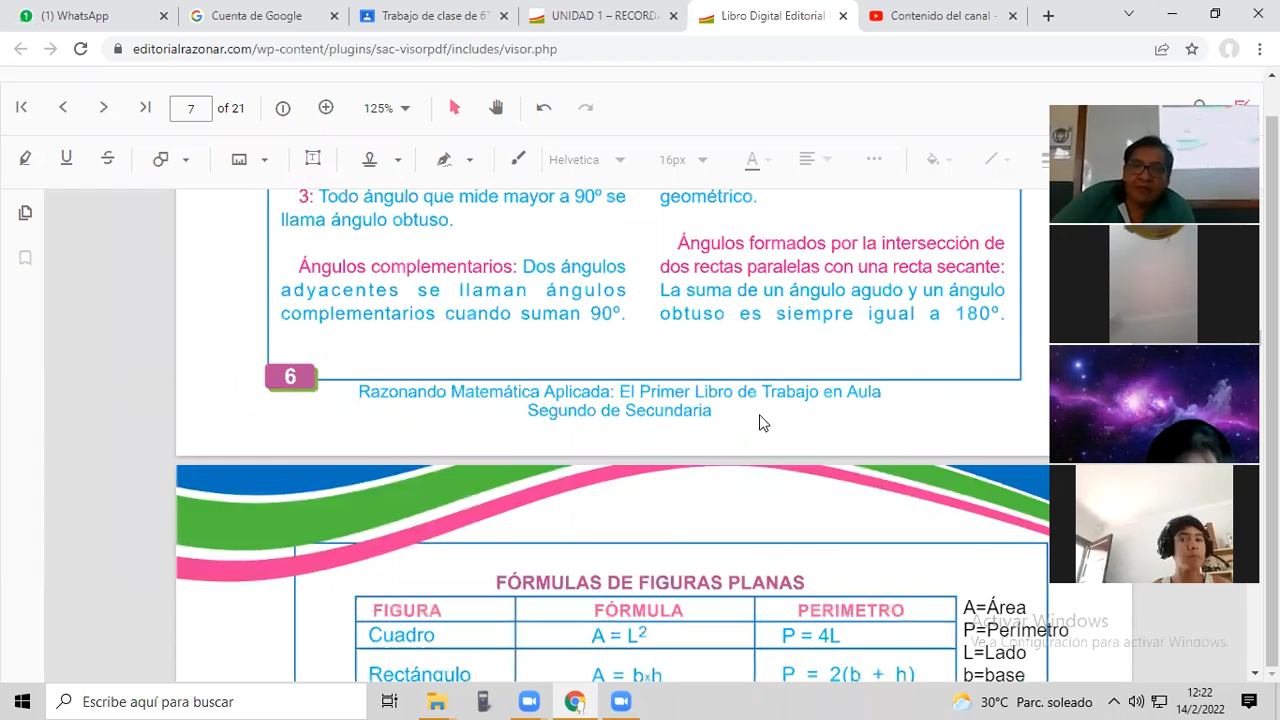 (1) WhatsApp
Cuenta de Google
Trabajo de clase de 6°
UNIDAD 1 – RECORD
Libro Digital Editorial
Contenido del canal -
editorialrazonar.com/wp-content/plugins/sac-visorpdf/includes/visor.php
7 of 21
125%
Helvetica
16px
3: Todo ángulo que mide mayor a 90º se
llama ángulo obtuso.
Ángulos complementarios: Dos ángulos
adyacentes se llaman ángulos
complementarios cuando suman 90º.
geométrico.
Ángulos formados por la intersección de
dos rectas paralelas con una recta secante:
La suma de un ángulo agudo y un ángulo
obtuso es siempre igual a 180º.
6
Razonando Matemática Aplicada: El Primer Libro de Trabajo en Aula
Segundo de Secundaria
FÓRMULAS DE FIGURAS PLANAS
FIGURA FÓRMULA PERIMETRO
Cuadro A = L² P = 4L
Rectángulo A = bxh P = 2(b + h)
A=Área
P=Perímetro
L=Lado
b=base
Activar Windows
Ve a Configuración para activar Windows.
Escribe aquí para buscar
30°C Parc. soleado
12:22
14/2/2022